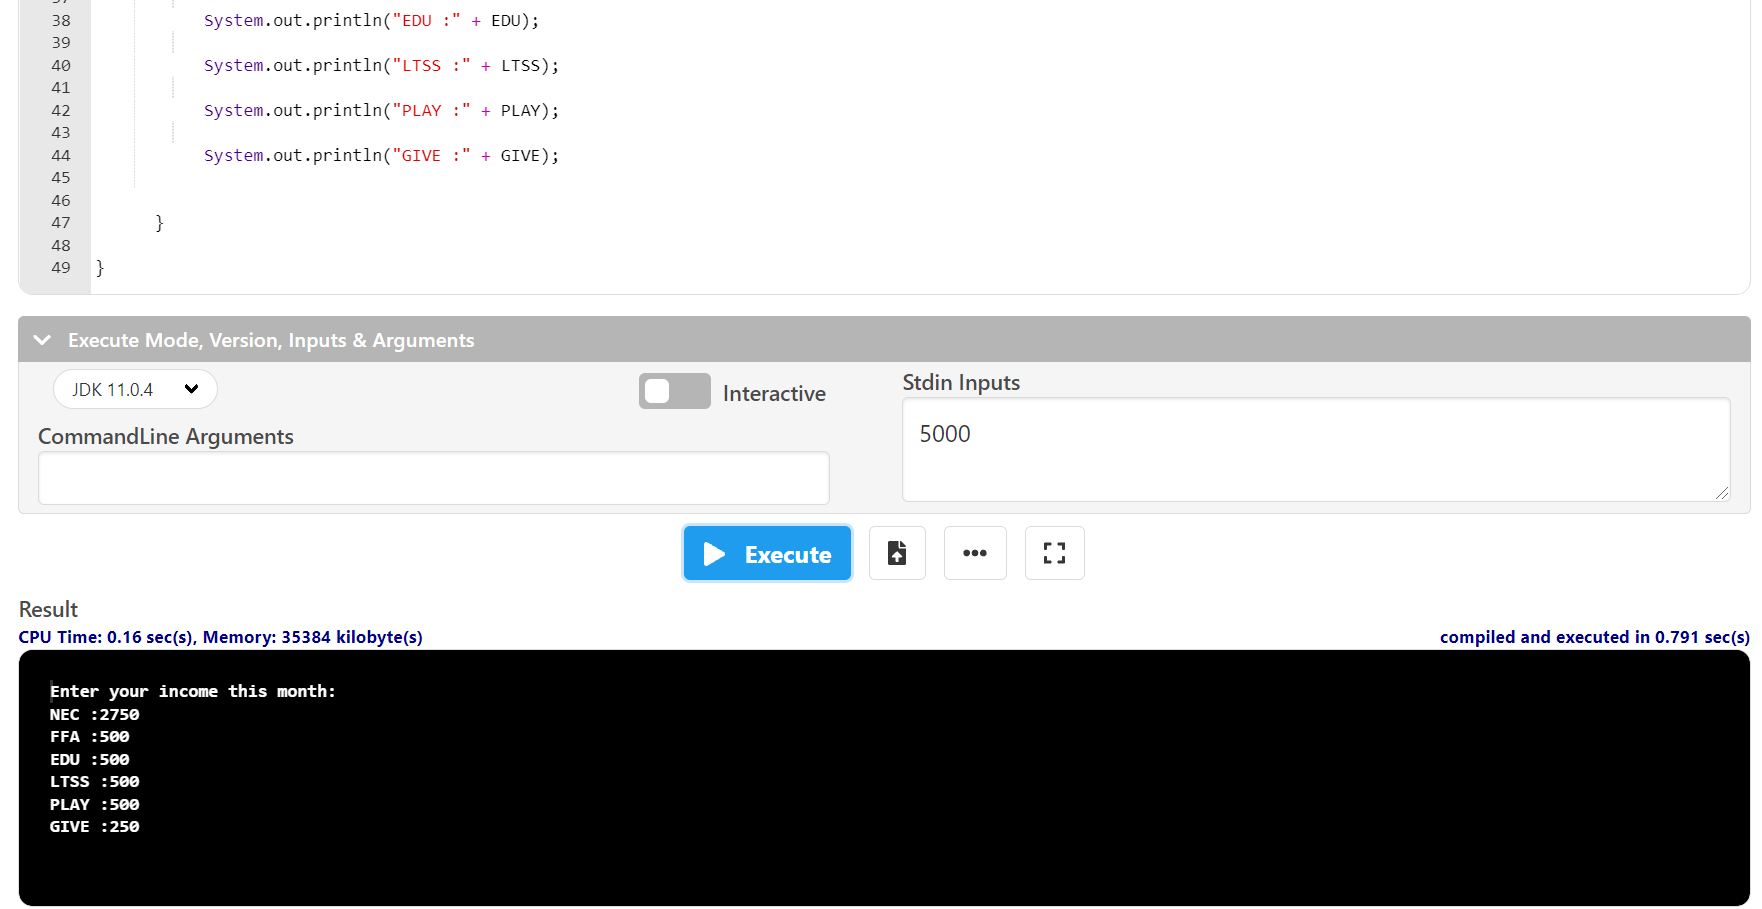 38 System.out.println("EDU :" + EDU);
39
40 System.out.println("LTSS :" + LTSS);
41
42 System.out.println("PLAY :" + PLAY);
43
44 System.out.println("GIVE :" + GIVE);
45
46
47 }
48
49 }
Execute Mode, Version, Inputs & Arguments
JDK 11.0.4
Interactive
Stdin Inputs
5000
CommandLine Arguments
Execute
Result
CPU Time: 0.16 sec(s), Memory: 35384 kilobyte(s)
compiled and executed in 0.791 sec(s)
Enter your income this month:
NEC :2750
FFA :500
EDU :500
LTSS :500
PLAY :500
GIVE :250